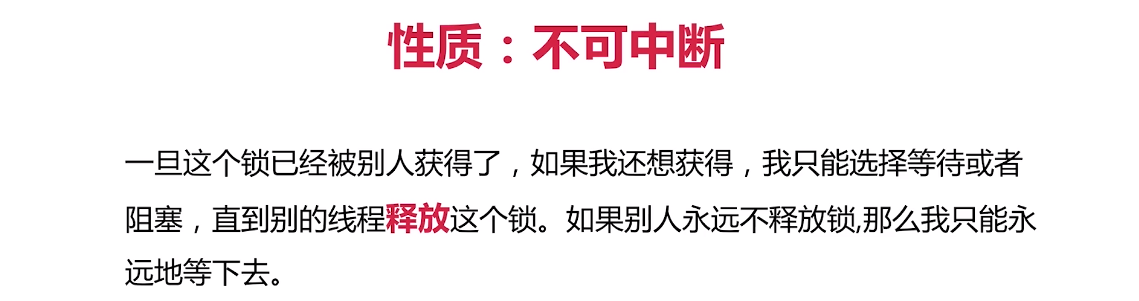 性质：不可中断
一旦这个锁已经被别人获得了，如果我还想获得，我只能选择等待或者
阻塞，直到别的线程释放这个锁。如果别人永远不释放锁,那么我只能永
远地等下去。